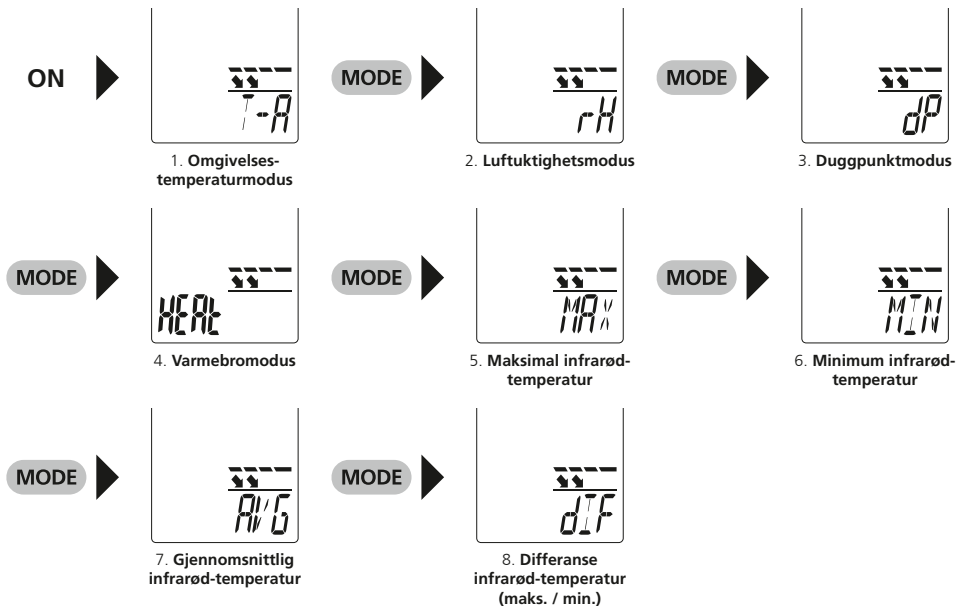 ON
T-A
1. Omgivelses-
temperaturmodus
MODE
rH
2. Luftuktighetsmodus
MODE
dP
3. Duggpunktmodus
MODE
HEAt
4. Varmebromodus
MODE
MAX
5. Maksimal infrarød-
temperatur
MODE
MIN
6. Minimum infrarød-
temperatur
MODE
AVG
7. Gjennomsnittlig
infrarød-temperatur
MODE
dIF
8. Differanse
infrarød-temperatur
(maks. / min.)